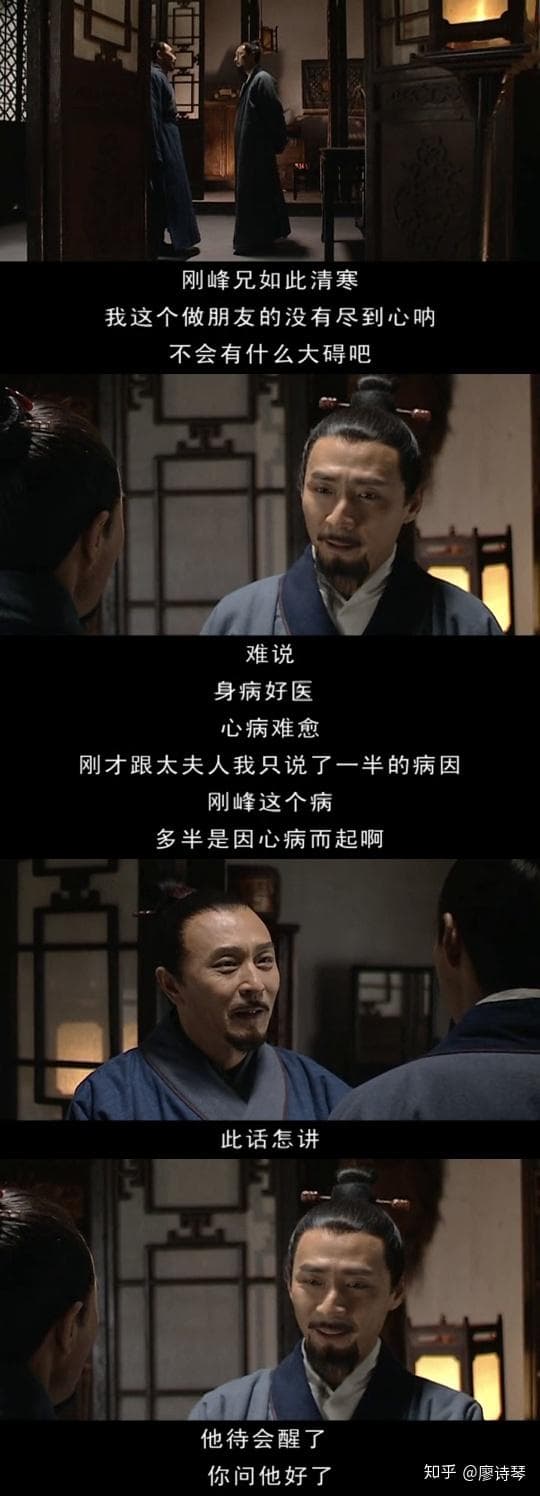 刚峰兄如此清寒
我这个做朋友的没有尽到心呐
不会有什么大碍吧
难说
身病好医
心病难愈
刚才跟太夫人我只说了一半的病因
刚峰这个病
多半是因心病而起啊
此话怎讲
他待会醒了
你问他好了
知乎 @廖诗琴